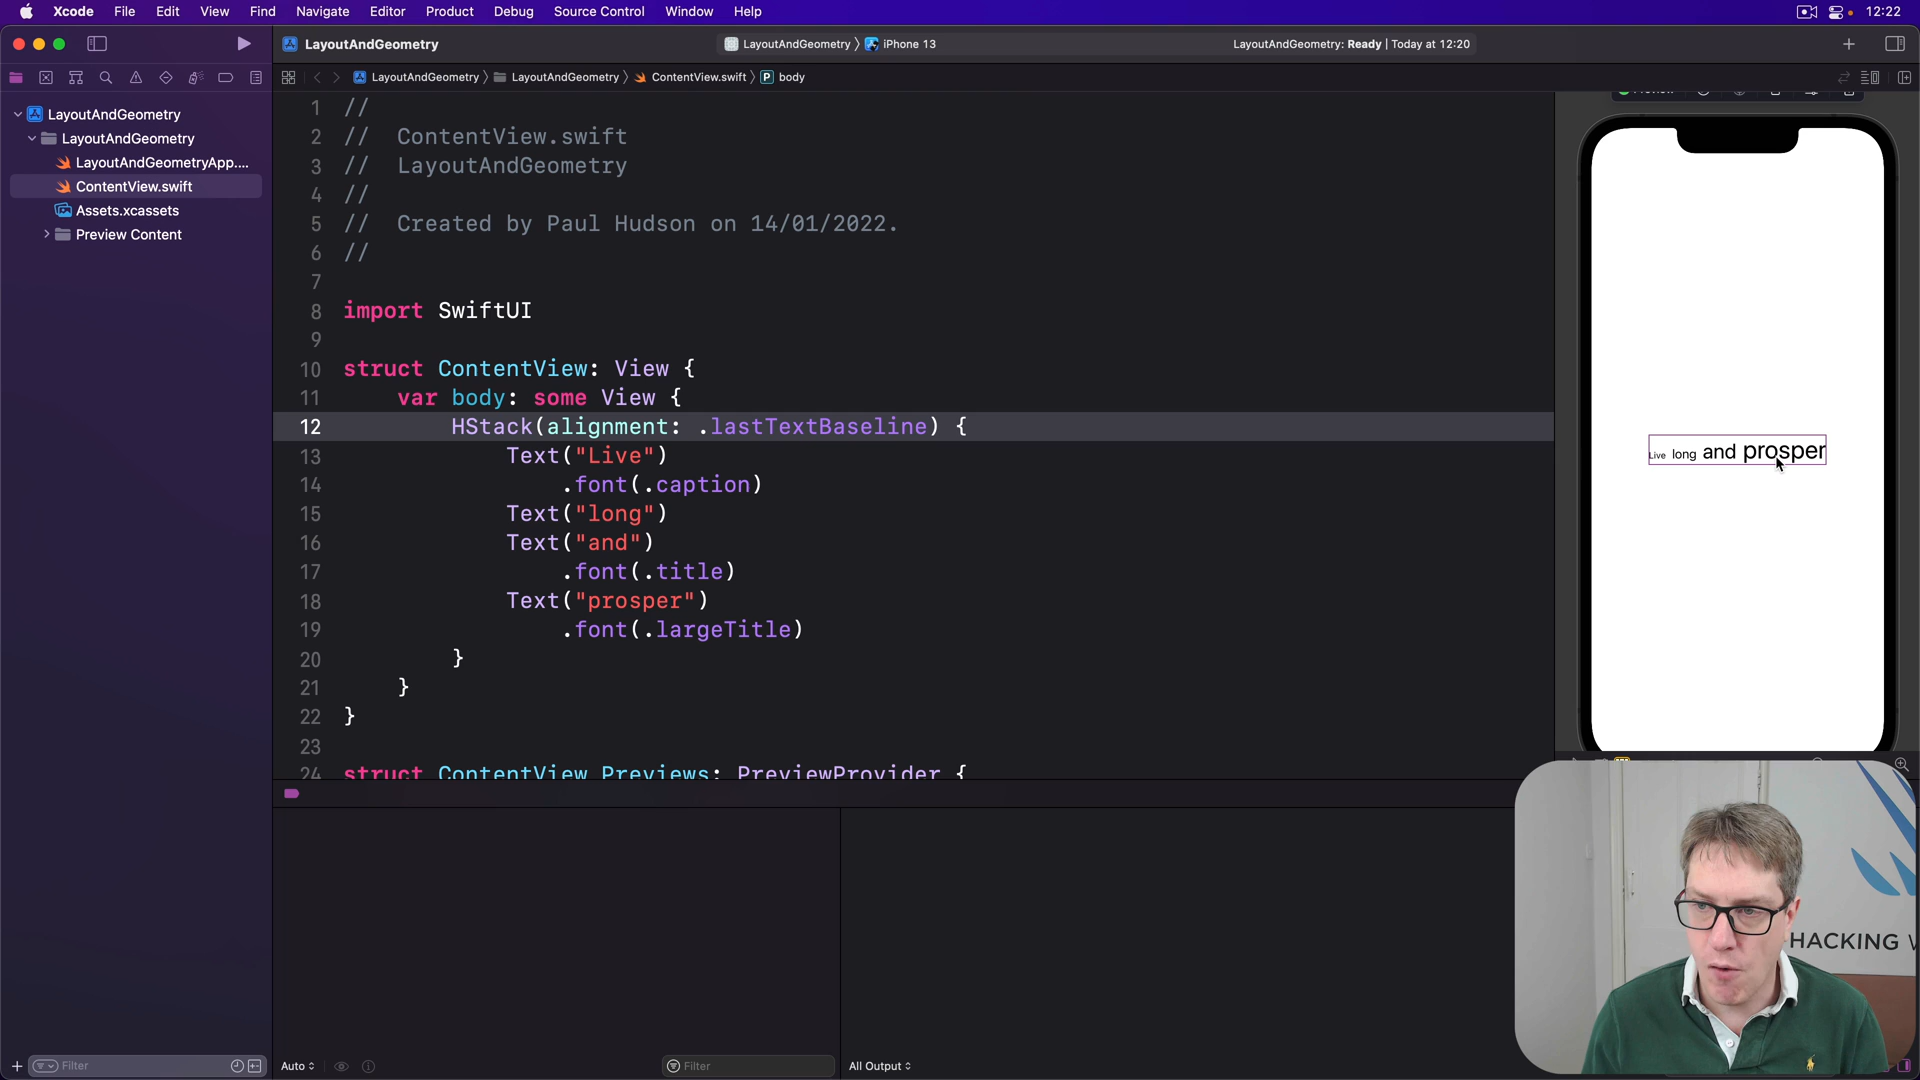 Xcode File Edit View Find Navigate Editor Product Debug Source Control Window Help 12:22
LayoutAndGeometry LayoutAndGeometry iPhone 13 LayoutAndGeometry: Ready | Today at 12:20
LayoutAndGeometry LayoutAndGeometry ContentView.swift P body
LayoutAndGeometry
LayoutAndGeometry
LayoutAndGeometryApp....
ContentView.swift
Assets.xcassets
Preview Content
1 //
2 // ContentView.swift
3 // LayoutAndGeometry
4 //
5 // Created by Paul Hudson on 14/01/2022.
6 //
7
8 import SwiftUI
9
10 struct ContentView: View {
11 var body: some View {
12 HStack(alignment: .lastTextBaseline) {
13 Text("Live")
14 .font(.caption)
15 Text("long")
16 Text("and")
17 .font(.title)
18 Text("prosper")
19 .font(.largeTitle)
20 }
21 }
22 }
23
24 struct ContentView_Previews: PreviewProvider {
Live long and prosper
HACKING
Filter
Auto
Filter
All Output